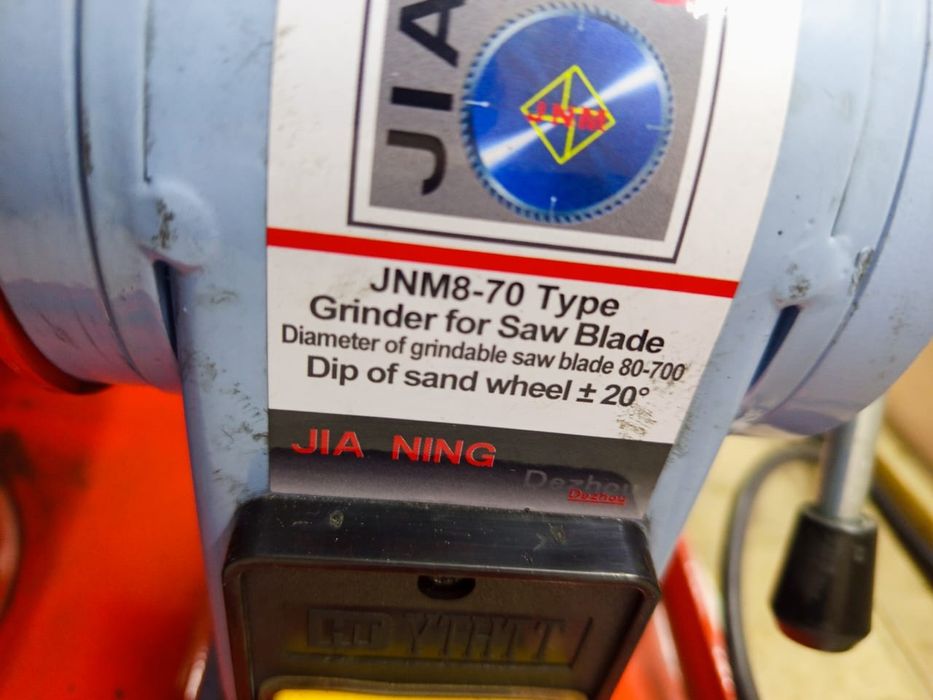 JIA
JNM
JNM8-70 Type
Grinder for Saw Blade
Diameter of grindable saw blade 80-700
Dip of sand wheel ± 20°
JIA NING
Dezhou
Dezhou